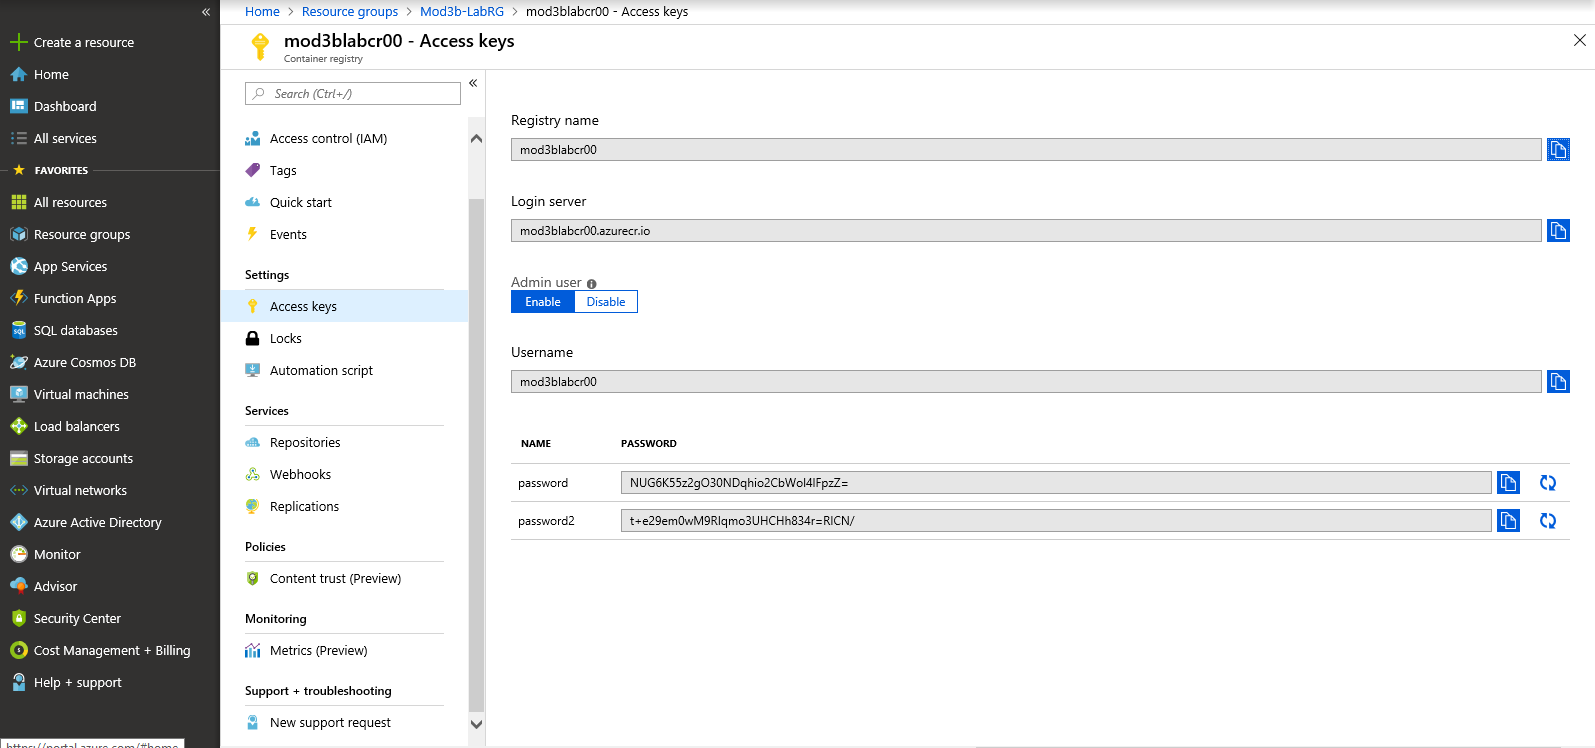 Home > Resource groups > Mod3b-LabRG > mod3blabcr00 - Access keys
mod3blabcr00 - Access keys
Container registry
Create a resource
Home
Dashboard
All services
FAVORITES
All resources
Resource groups
App Services
Function Apps
SQL databases
Azure Cosmos DB
Virtual machines
Load balancers
Storage accounts
Virtual networks
Azure Active Directory
Monitor
Advisor
Security Center
Cost Management + Billing
Help + support
https://portal.azure.com/#home
Search (Ctrl+/)
Access control (IAM)
Tags
Quick start
Events
Settings
Access keys
Locks
Automation script
Services
Repositories
Webhooks
Replications
Policies
Content trust (Preview)
Monitoring
Metrics (Preview)
Support + troubleshooting
New support request
Registry name
mod3blabcr00
Login server
mod3blabcr00.azurecr.io
Admin user
Enable Disable
Username
mod3blabcr00
NAME PASSWORD
password NUG6K55z2gO30NDqhio2CbWol4lFpzZ=
password2 t+e29em0wM9RIqmo3UHCHh834r=RICN/